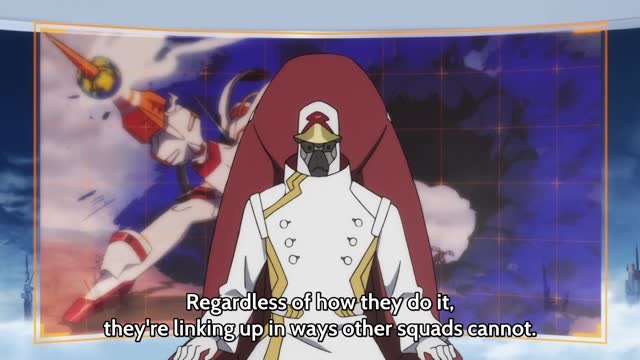 Regardless of how they do it,
they're linking up in ways other squads cannot.